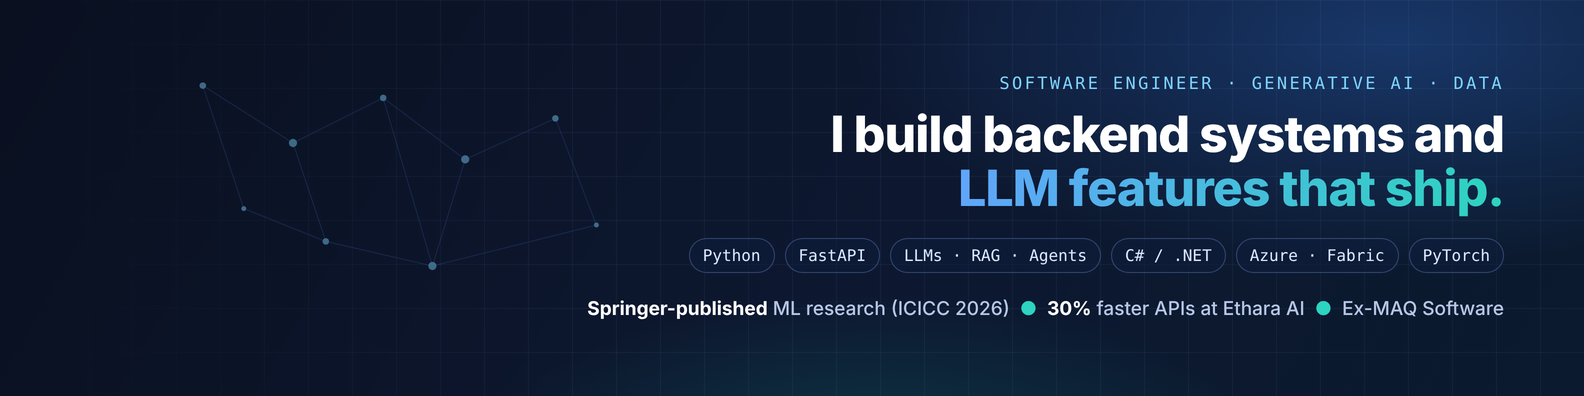 SOFTWARE ENGINEER · GENERATIVE AI · DATA
I build backend systems and
LLM features that ship.
Python FastAPI LLMs · RAG · Agents C# / .NET Azure · Fabric PyTorch
Springer-published ML research (ICICC 2026) ● 30% faster APIs at Ethara AI ● Ex-MAQ Software